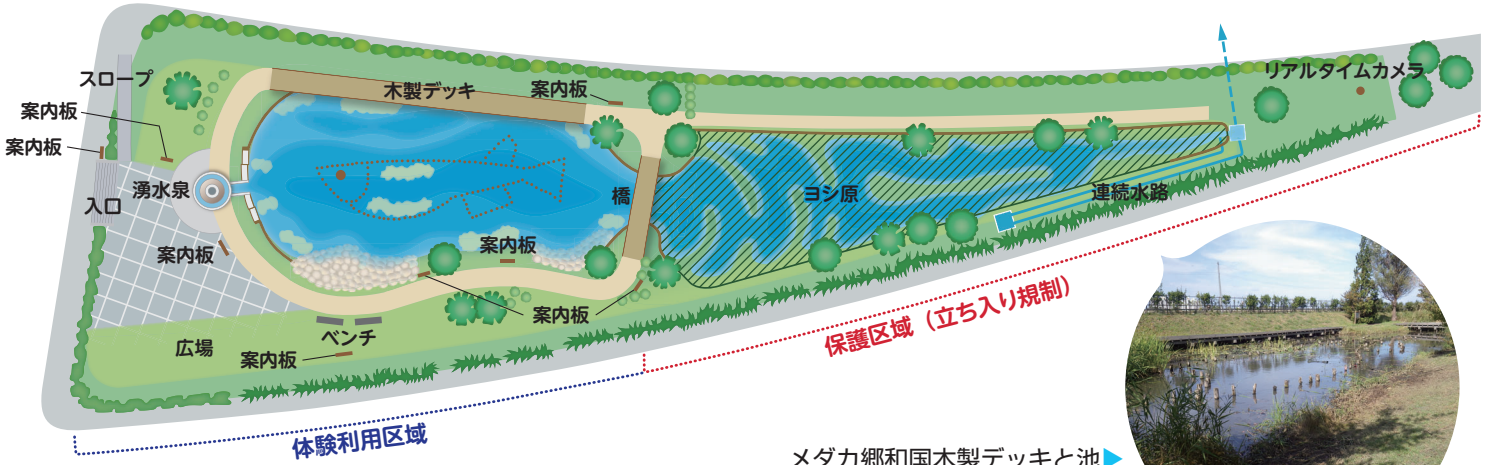 スロープ
案内板
案内板
入口
湧水泉
案内板
木製デッキ
案内板
リアルタイムカメラ
橋
ヨシ原
連続水路
案内板
案内板
ベンチ
広場
案内板
保護区域（立ち入り規制）
体験利用区域
メダカ郷和国木製デッキと池▶